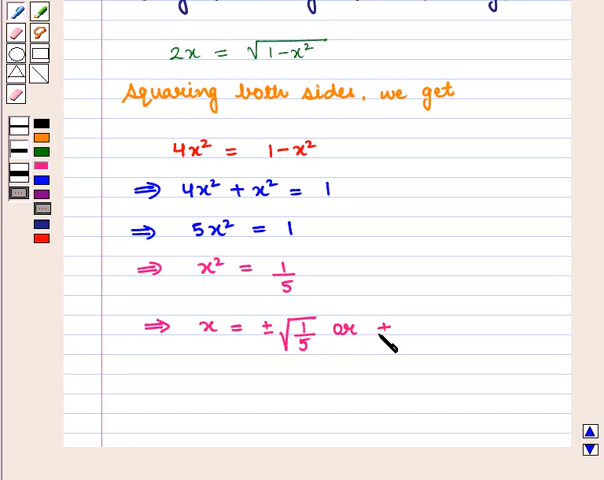 2x = √(1-x²)
Squaring both sides, we get
4x² = 1-x²
⇒ 4x² + x² = 1
⇒ 5x² = 1
⇒ x² = 1/5
⇒ x = ±√(1/5) or +